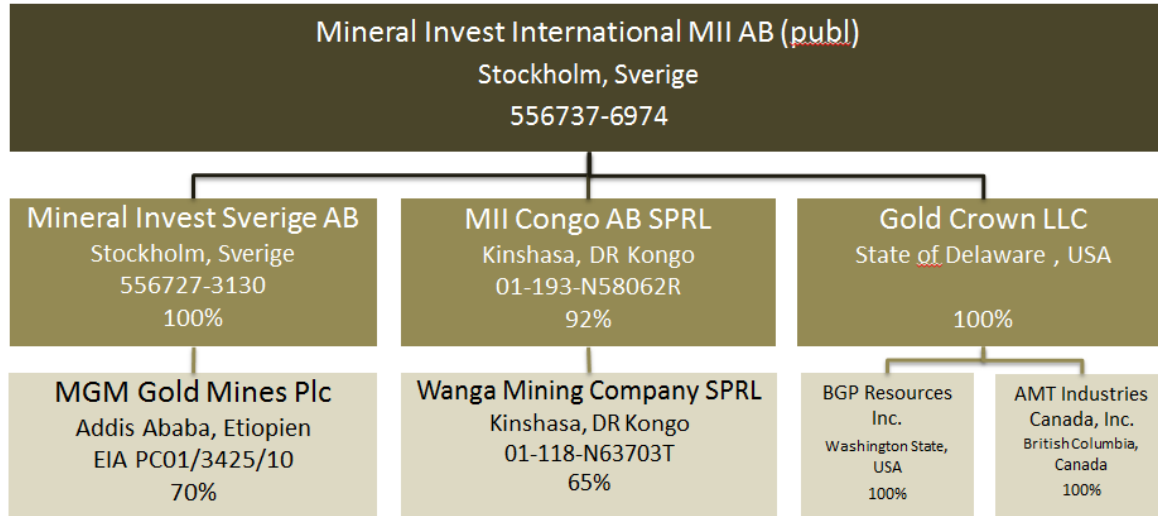 Mineral Invest International MII AB (publ)
Stockholm, Sverige
556737-6974
Mineral Invest Sverige AB
Stockholm, Sverige
556727-3130
100%
MII Congo AB SPRL
Kinshasa, DR Kongo
01-193-N58062R
92%
Gold Crown LLC
State of Delaware , USA
100%
MGM Gold Mines Plc
Addis Ababa, Etiopien
EIA PC01/3425/10
70%
Wanga Mining Company SPRL
Kinshasa, DR Kongo
01-118-N63703T
65%
BGP Resources
Inc.
Washington State,
USA
100%
AMT Industries
Canada, Inc.
British Columbia,
Canada
100%